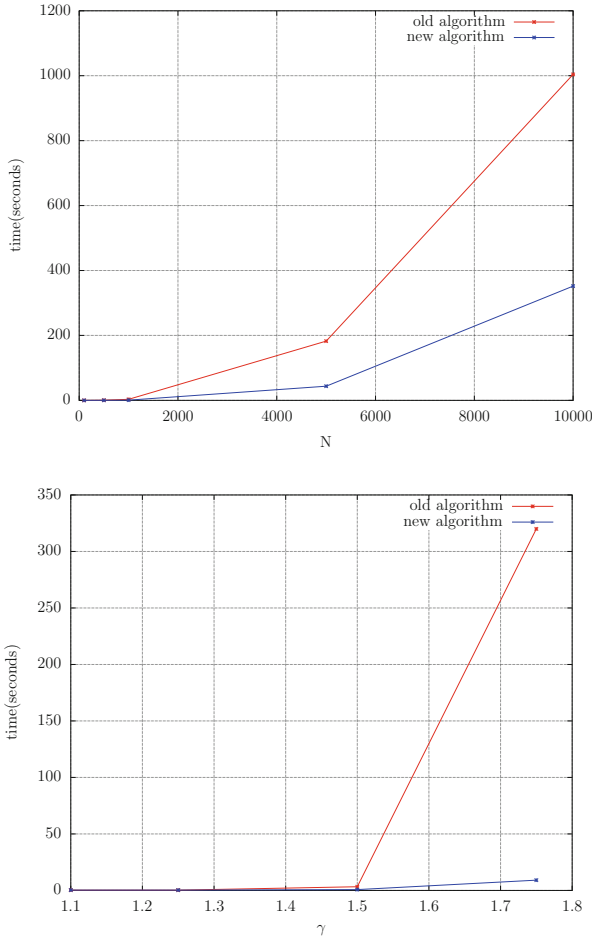 1200
old algorithm
new algorithm
1000
800
time(seconds)
600
400
200
0
0 2000 4000 6000 8000 10000
N
350
old algorithm
new algorithm
300
250
200
time(seconds)
150
100
50
0
1.1 1.2 1.3 1.4 1.5 1.6 1.7 1.8
γ